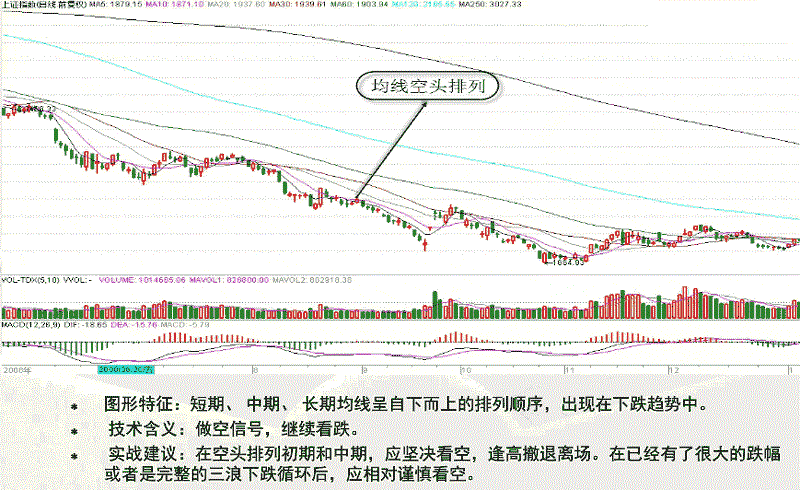 上证指数(日线.前复权) MA5: 1879.15 MA10: 1871.10 MA20: 1937.60 MA30: 1939.61 MA60: 1903.94 MA120: 2186.65 MA250: 3027.33
均线空头排列
1664.93
VOL-TDX(5,10) VVOL: - VOLUME: 1014685.06 MAVOL1: 826800.00 MAVOL2: 802918.38
MACD(12,26,9) DIF: -18.65 DEA: -15.76 MACD: -5.78
2008年 8 9 10 11 12 1
* 图形特征：短期、中期、长期均线呈自下而上的排列顺序，出现在下跌趋势中。
* 技术含义：做空信号，继续看跌。
* 实战建议：在空头排列初期和中期，应坚决看空，逢高撤退离场。在已经有了很大的跌幅
或者是完整的三浪下跌循环后，应相对谨慎看空。